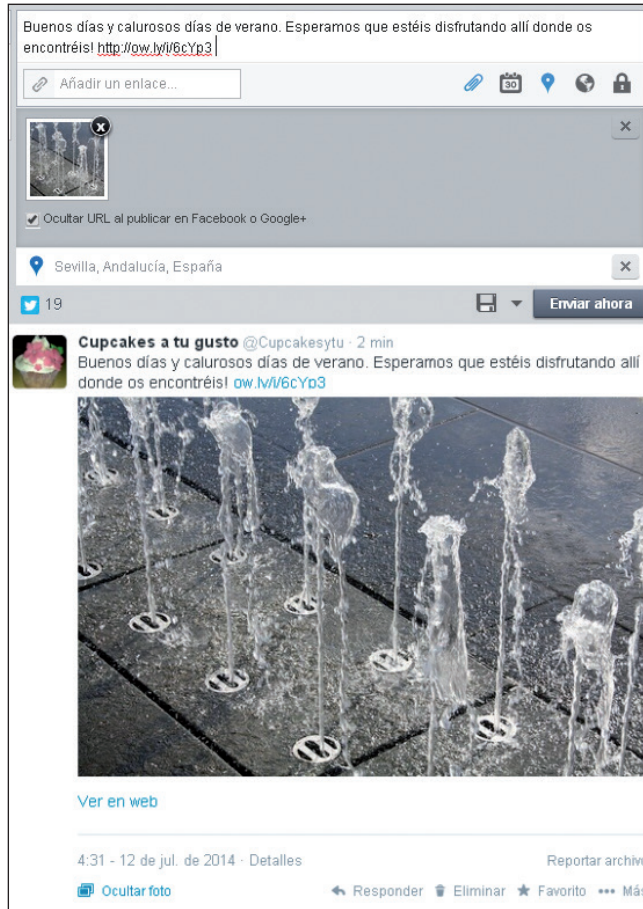 Buenos días y calurosos días de verano. Esperamos que estéis disfrutando allí donde os
encontréis! http://ow.ly/i/6cYp3
Añadir un enlace...
30
x
x
Ocultar URL al publicar en Facebook o Google+
Sevilla, Andalucía, España
x
19
Enviar ahora
Cupcakes a tu gusto @Cupcakesytu · 2 min
Buenos días y calurosos días de verano. Esperamos que estéis disfrutando allí
donde os encontréis! ow.ly/i/6cYp3
Ver en web
4:31 - 12 de jul. de 2014 · Detalles
Reportar archivo
Ocultar foto
Responder
Eliminar
Favorito
Más